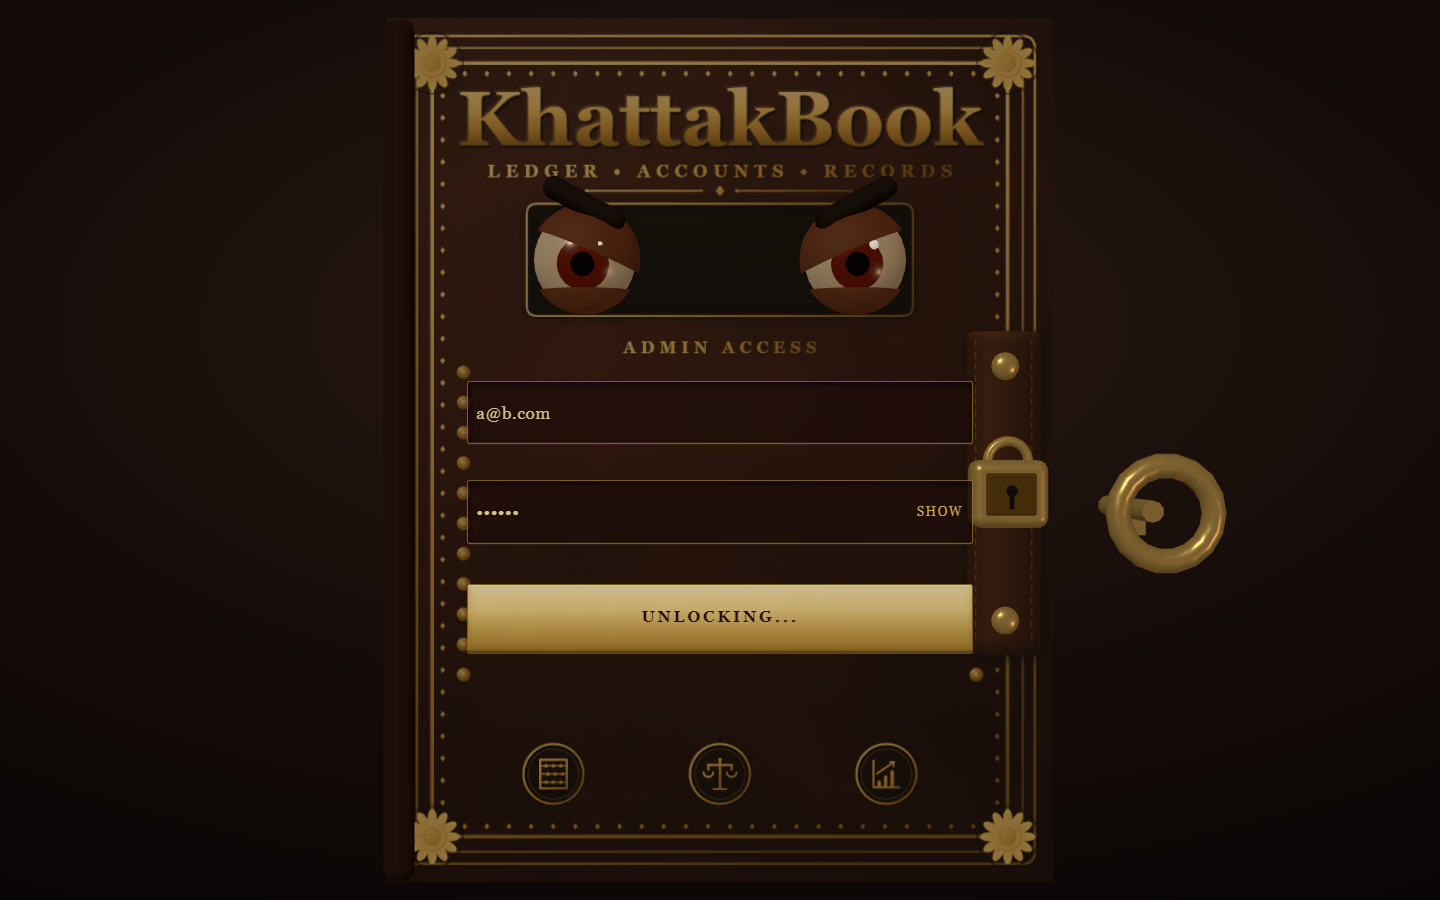 KhattakBook
LEDGER • ACCOUNTS • RECORDS
ADMIN ACCESS
a@b.com
••••••
SHOW
UNLOCKING...